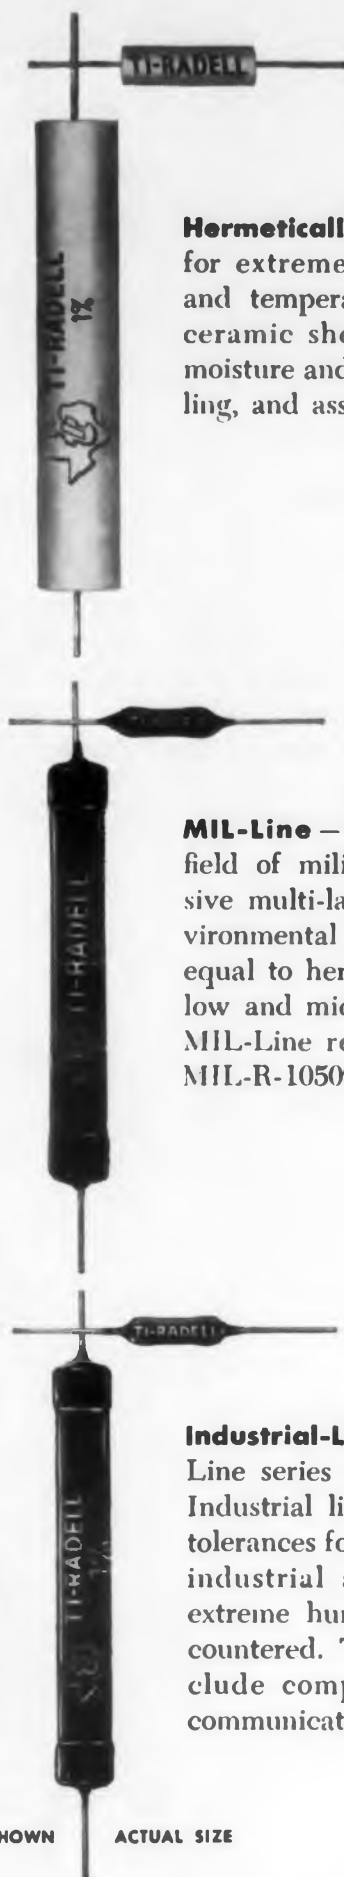 TI-RADELL
TI-RADELL
1%
Hermeticall
for extreme
and tempera
ceramic she
moisture and
ling, and ass
MIL-Line –
field of mili
sive multi-la
vironmental
equal to her
low and mid
MIL-Line re
MIL-R-1050
TI-RADELL
TI-RADELL
TI-RADELL
1%
Industrial-L
Line series
Industrial li
tolerances fo
industrial a
extreme hum
countered. T
clude comp
communicat
HOWN ACTUAL SIZE